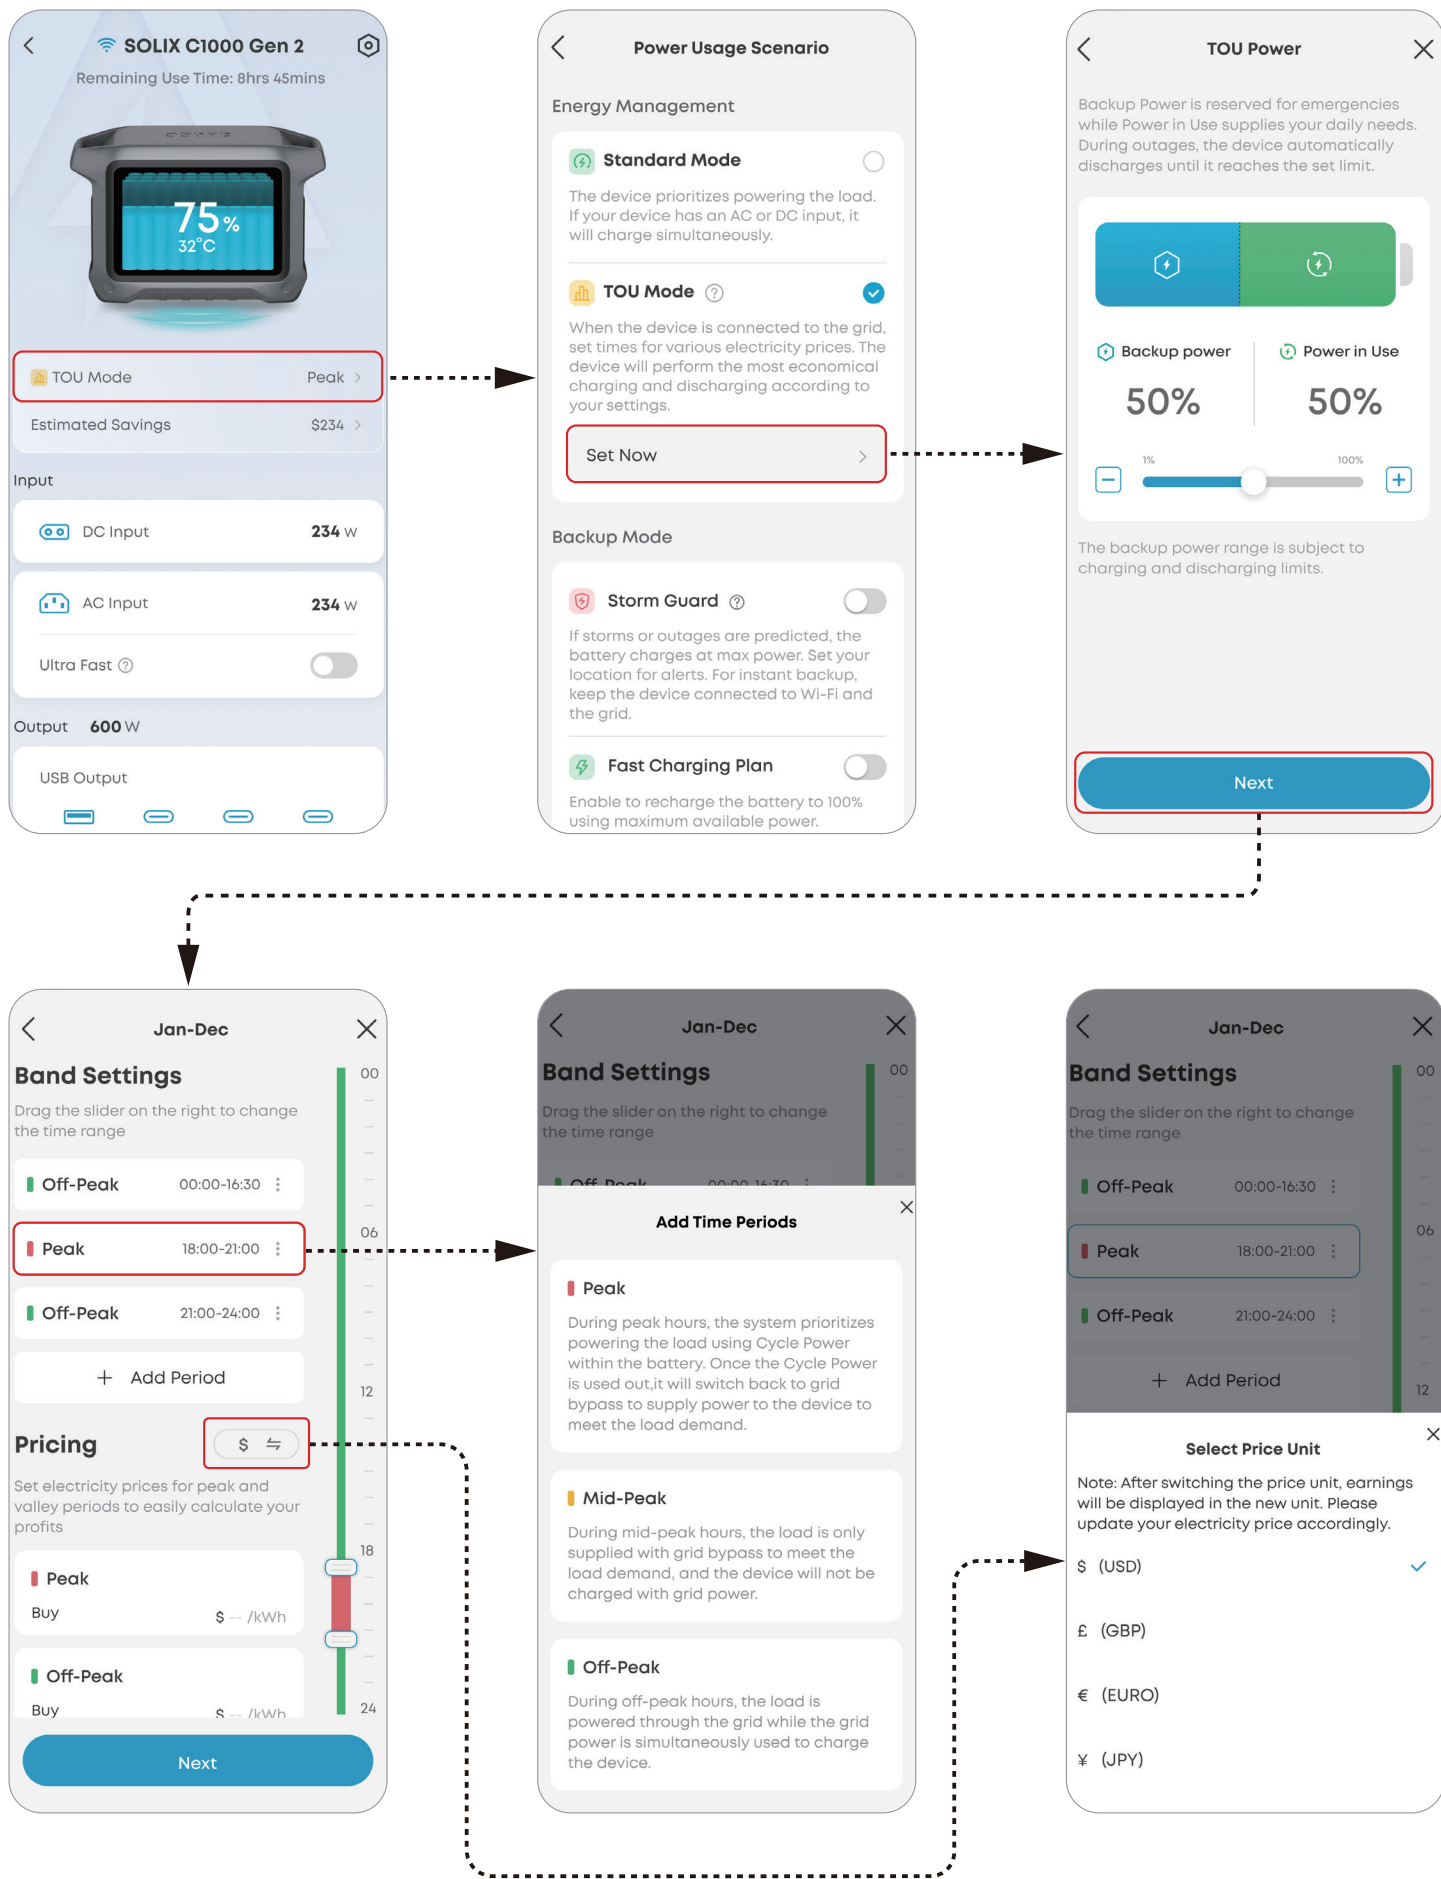 SOLIX C1000 Gen 2
Remaining Use Time: 8hrs 45mins
75%
32°C
TOU Mode Peak
Estimated Savings $234
Input
DC Input 234 W
AC Input 234 W
Ultra Fast ?
Output 600 W
USB Output
Power Usage Scenario
Energy Management
Standard Mode
The device prioritizes powering the load.
If your device has an AC or DC input, it
will charge simultaneously.
TOU Mode ?
When the device is connected to the grid,
set times for various electricity prices. The
device will perform the most economical
charging and discharging according to
your settings.
Set Now
Backup Mode
Storm Guard ?
If storms or outages are predicted, the
battery charges at max power. Set your
location for alerts. For instant backup,
keep the device connected to Wi-Fi and
the grid.
Fast Charging Plan
Enable to recharge the battery to 100%
using maximum available power.
TOU Power
Backup Power is reserved for emergencies
while Power in Use supplies your daily needs.
During outages, the device automatically
discharges until it reaches the set limit.
Backup power Power in Use
50% 50%
1% 100%
The backup power range is subject to
charging and discharging limits.
Next
Jan-Dec
Band Settings
Drag the slider on the right to change
the time range
Off-Peak 00:00-16:30
Peak 18:00-21:00
Off-Peak 21:00-24:00
+ Add Period
Pricing $
Set electricity prices for peak and
valley periods to easily calculate your
profits
Peak
Buy $ -- /kWh
Off-Peak
Buy $ -- /kWh
Next
00
06
12
18
24
Jan-Dec
Band Settings
Drag the slider on the right to change
the time range
Off-Peak 00:00-16:30
00
Add Time Periods
Peak
During peak hours, the system prioritizes
powering the load using Cycle Power
within the battery. Once the Cycle Power
is used out,it will switch back to grid
bypass to supply power to the device to
meet the load demand.
Mid-Peak
During mid-peak hours, the load is only
supplied with grid bypass to meet the
load demand, and the device will not be
charged with grid power.
Off-Peak
During off-peak hours, the load is
powered through the grid while the grid
power is simultaneously used to charge
the device.
Jan-Dec
Band Settings
Drag the slider on the right to change
the time range
Off-Peak 00:00-16:30
Peak 18:00-21:00
Off-Peak 21:00-24:00
+ Add Period
00
06
12
Select Price Unit
Note: After switching the price unit, earnings
will be displayed in the new unit. Please
update your electricity price accordingly.
$ (USD)
£ (GBP)
€ (EURO)
¥ (JPY)